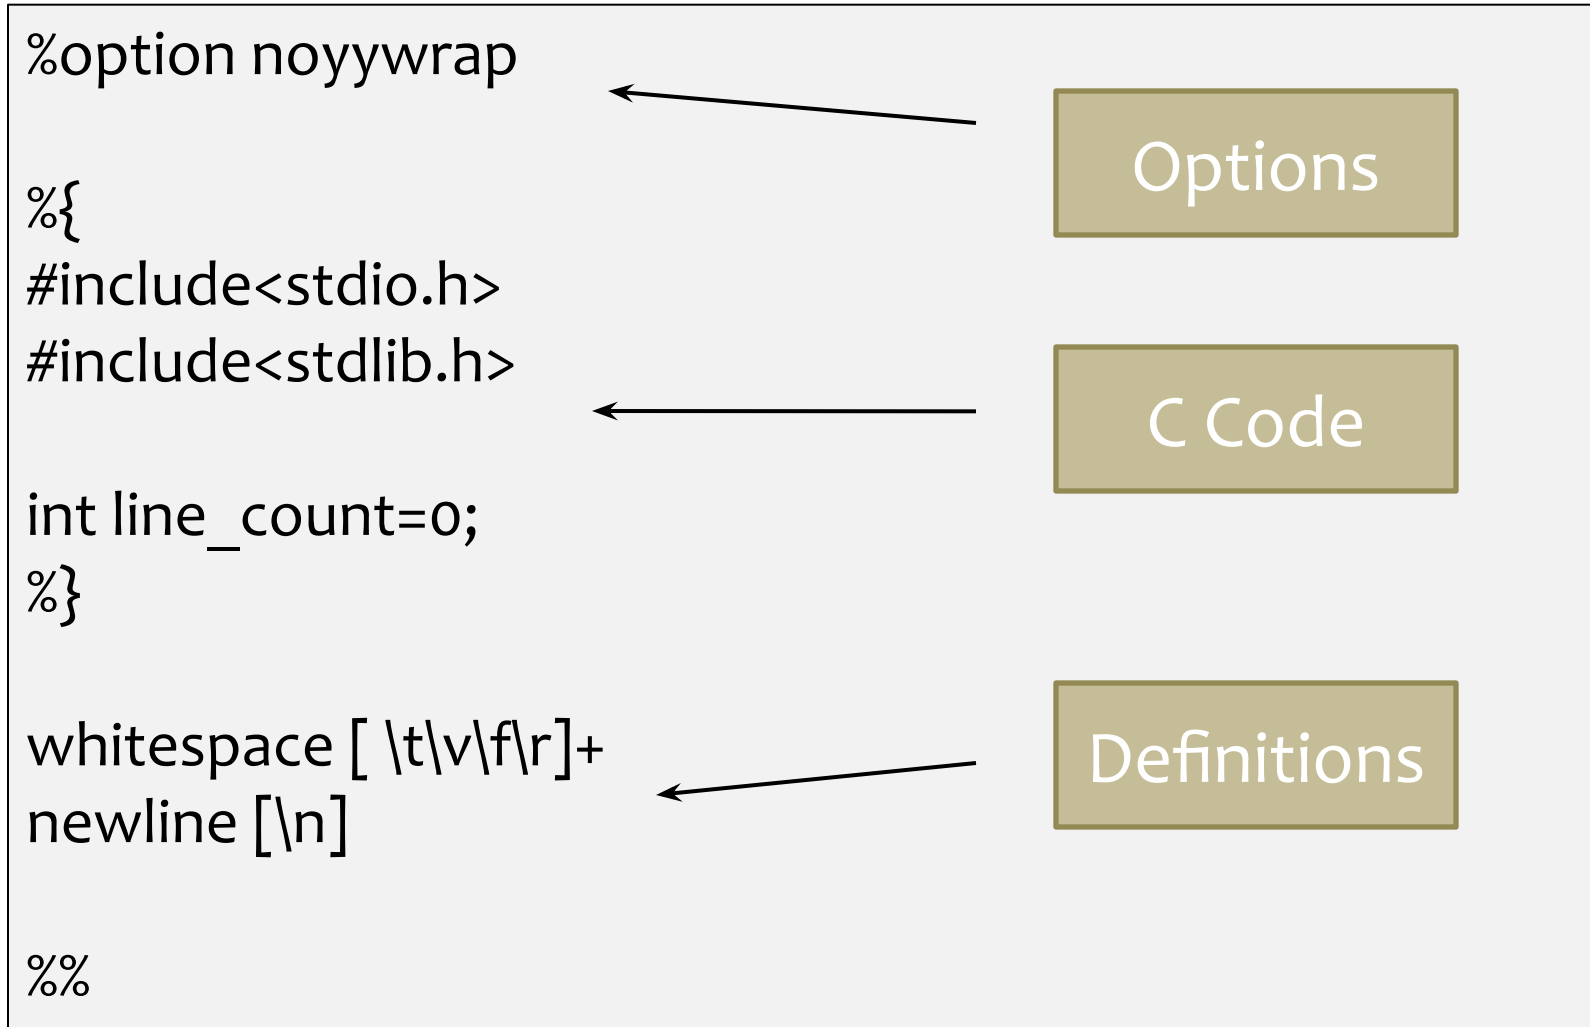 %option noyywrap
Options
%{
#include<stdio.h>
#include<stdlib.h>
C Code
int line_count=0;
%}
whitespace [ \t\v\f\r]+
Definitions
newline [\n]
%%